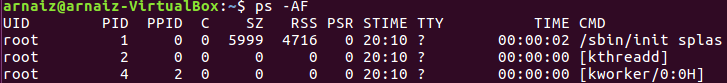 arnaiz@arnaiz-VirtualBox:~$ ps -AF
UID PID PPID C SZ RSS PSR STIME TTY TIME CMD
root 1 0 0 5999 4716 0 20:10 ? 00:00:02 /sbin/init splas
root 2 0 0 0 0 0 20:10 ? 00:00:00 [kthreadd]
root 4 2 0 0 0 0 20:10 ? 00:00:00 [kworker/0:0H]